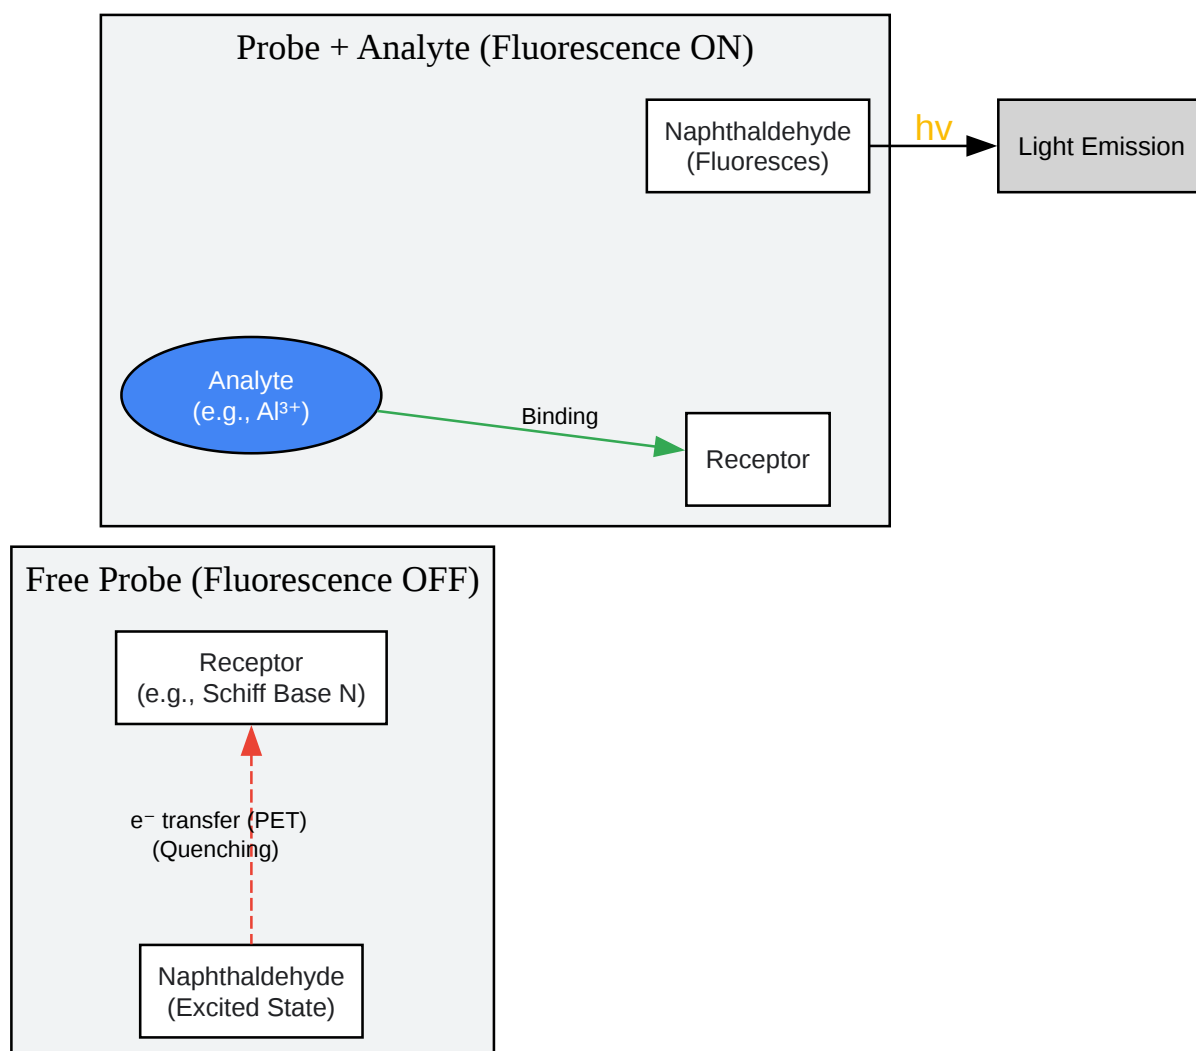 Probe + Analyte (Fluorescence ON)
Naphthaldehyde
(Fluoresces)
hv
Light Emission
Analyte
(e.g., Al³⁺)
Binding
Receptor
Free Probe (Fluorescence OFF)
Receptor
(e.g., Schiff Base N)
e⁻ transfer (PET)
(Quenching)
Naphthaldehyde
(Excited State)